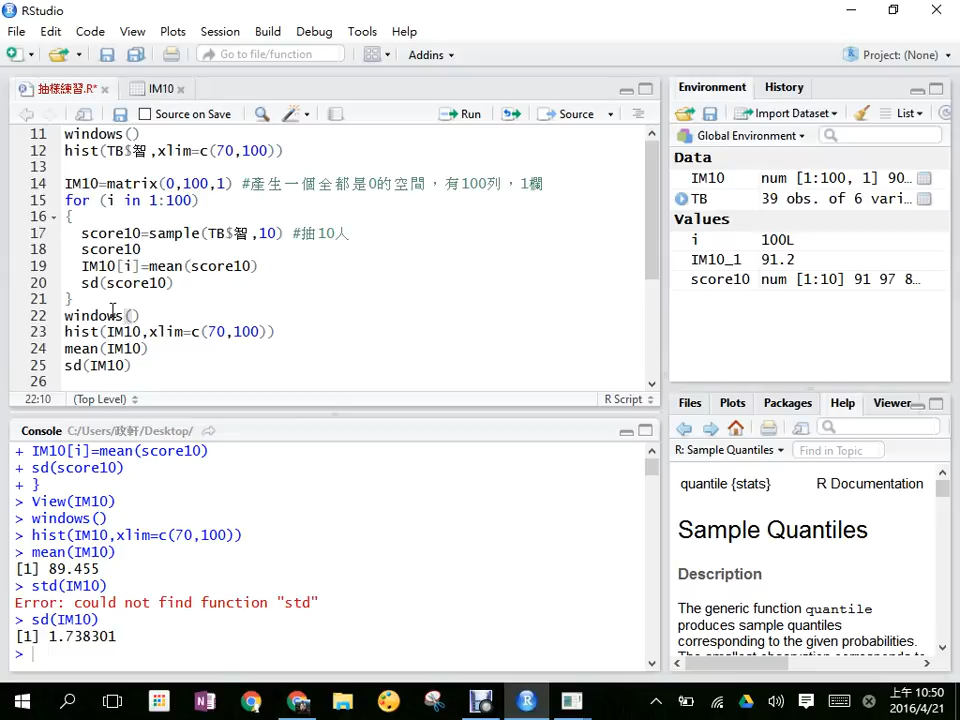 RStudio
File Edit Code View Plots Session Build Debug Tools Help
Go to file/function Addins Project: (None)
抽樣練習.R* IM10
Source on Save Run Source
11 windows()
12 hist(TB$智,xlim=c(70,100))
13
14 IM10=matrix(0,100,1) #產生一個全都是0的空間，有100列，1欄
15 for (i in 1:100)
16 {
17 score10=sample(TB$智,10) #抽10人
18 score10
19 IM10[i]=mean(score10)
20 sd(score10)
21 }
22 windows()
23 hist(IM10,xlim=c(70,100))
24 mean(IM10)
25 sd(IM10)
26
22:10 (Top Level) R Script
Console C:/Users/政軒/Desktop/
+ IM10[i]=mean(score10)
+ sd(score10)
+ }
> View(IM10)
> windows()
> hist(IM10,xlim=c(70,100))
> mean(IM10)
[1] 89.455
> std(IM10)
Error: could not find function "std"
> sd(IM10)
[1] 1.738301
>
Environment History
Import Dataset List
Global Environment
Data
IM10 num [1:100, 1] 90…
TB 39 obs. of 6 vari…
Values
i 100L
IM10_1 91.2
score10 num [1:10] 91 97 8…
Files Plots Packages Help Viewer
R: Sample Quantiles Find in Topic
quantile {stats} R Documentation
Sample Quantiles
Description
The generic function quantile
produces sample quantiles
corresponding to the given probabilities.
The smallest observation corresponds to
上午 10:50
2016/4/21